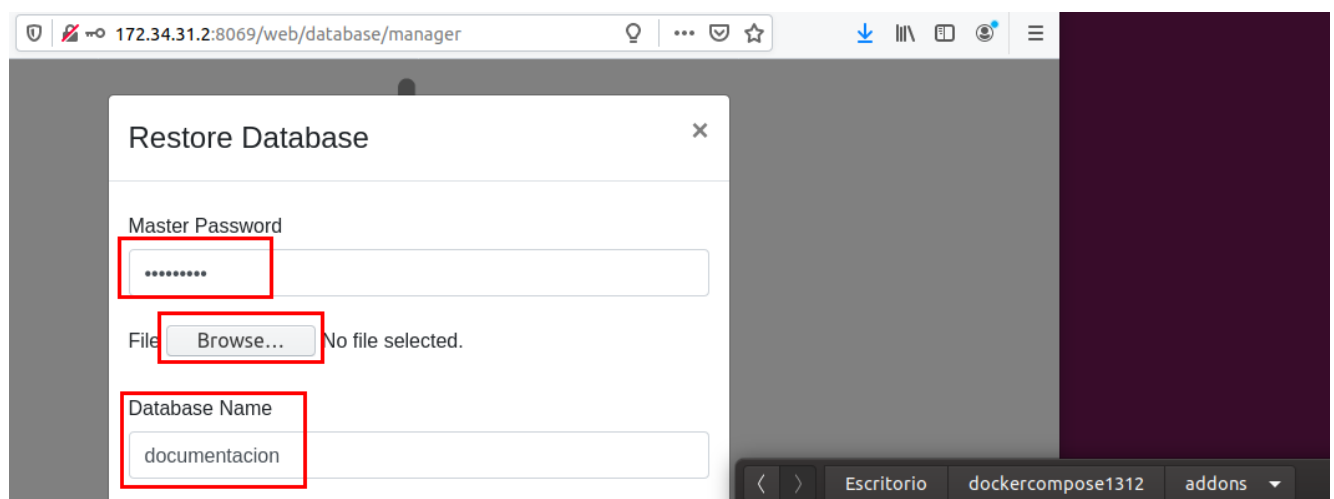 172.34.31.2:8069/web/database/manager
Restore Database
×
Master Password
•••••••••
File Browse... No file selected.
Database Name
documentacion
Escritorio dockercompose1312 addons